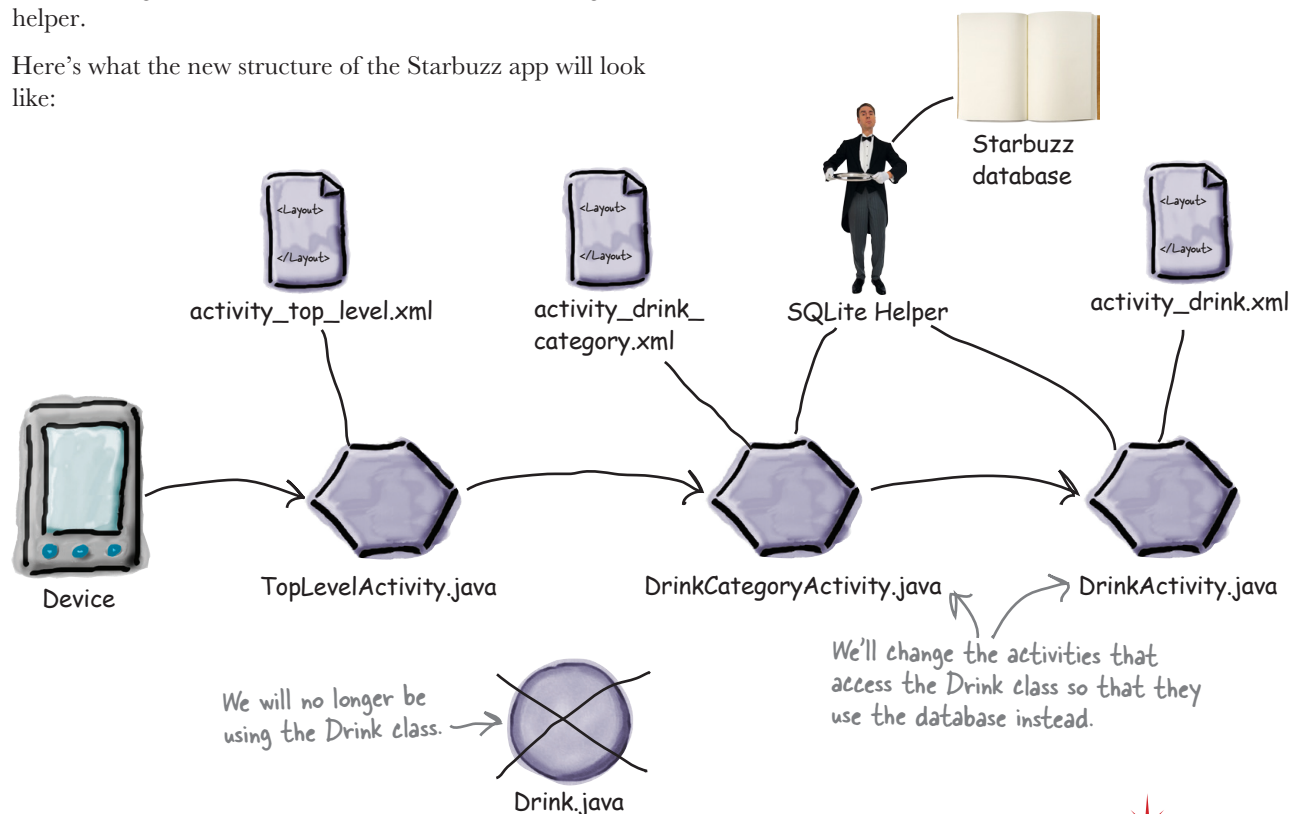 helper.
Here's what the new structure of the Starbuzz app will look
like:
Starbuzz
database
<Layout>
</Layout>
activity_top_level.xml
<Layout>
</Layout>
activity_drink_
category.xml
SQLite Helper
<Layout>
</Layout>
activity_drink.xml
Device
TopLevelActivity.java
DrinkCategoryActivity.java
DrinkActivity.java
We will no longer be
using the Drink class.
Drink.java
We'll change the activities that
access the Drink class so that they
use the database instead.